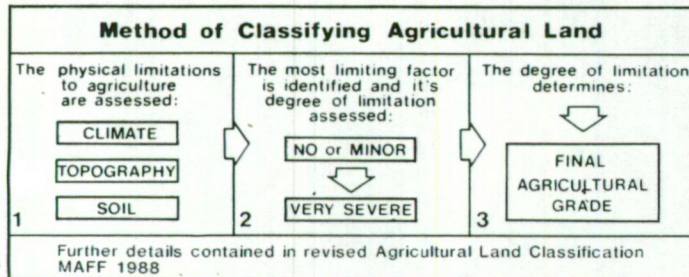 Method of Classifying Agricultural Land
The physical limitations
to agriculture
are assessed:
CLIMATE
TOPOGRAPHY
SOIL
1
The most limiting factor
is identified and it's
degree of limitation
assessed:
NO or MINOR
VERY SEVERE
2
The degree of limitation
determines:
FINAL
AGRICULTURAL
GRADE
3
Further details contained in revised Agricultural Land Classification
MAFF 1988